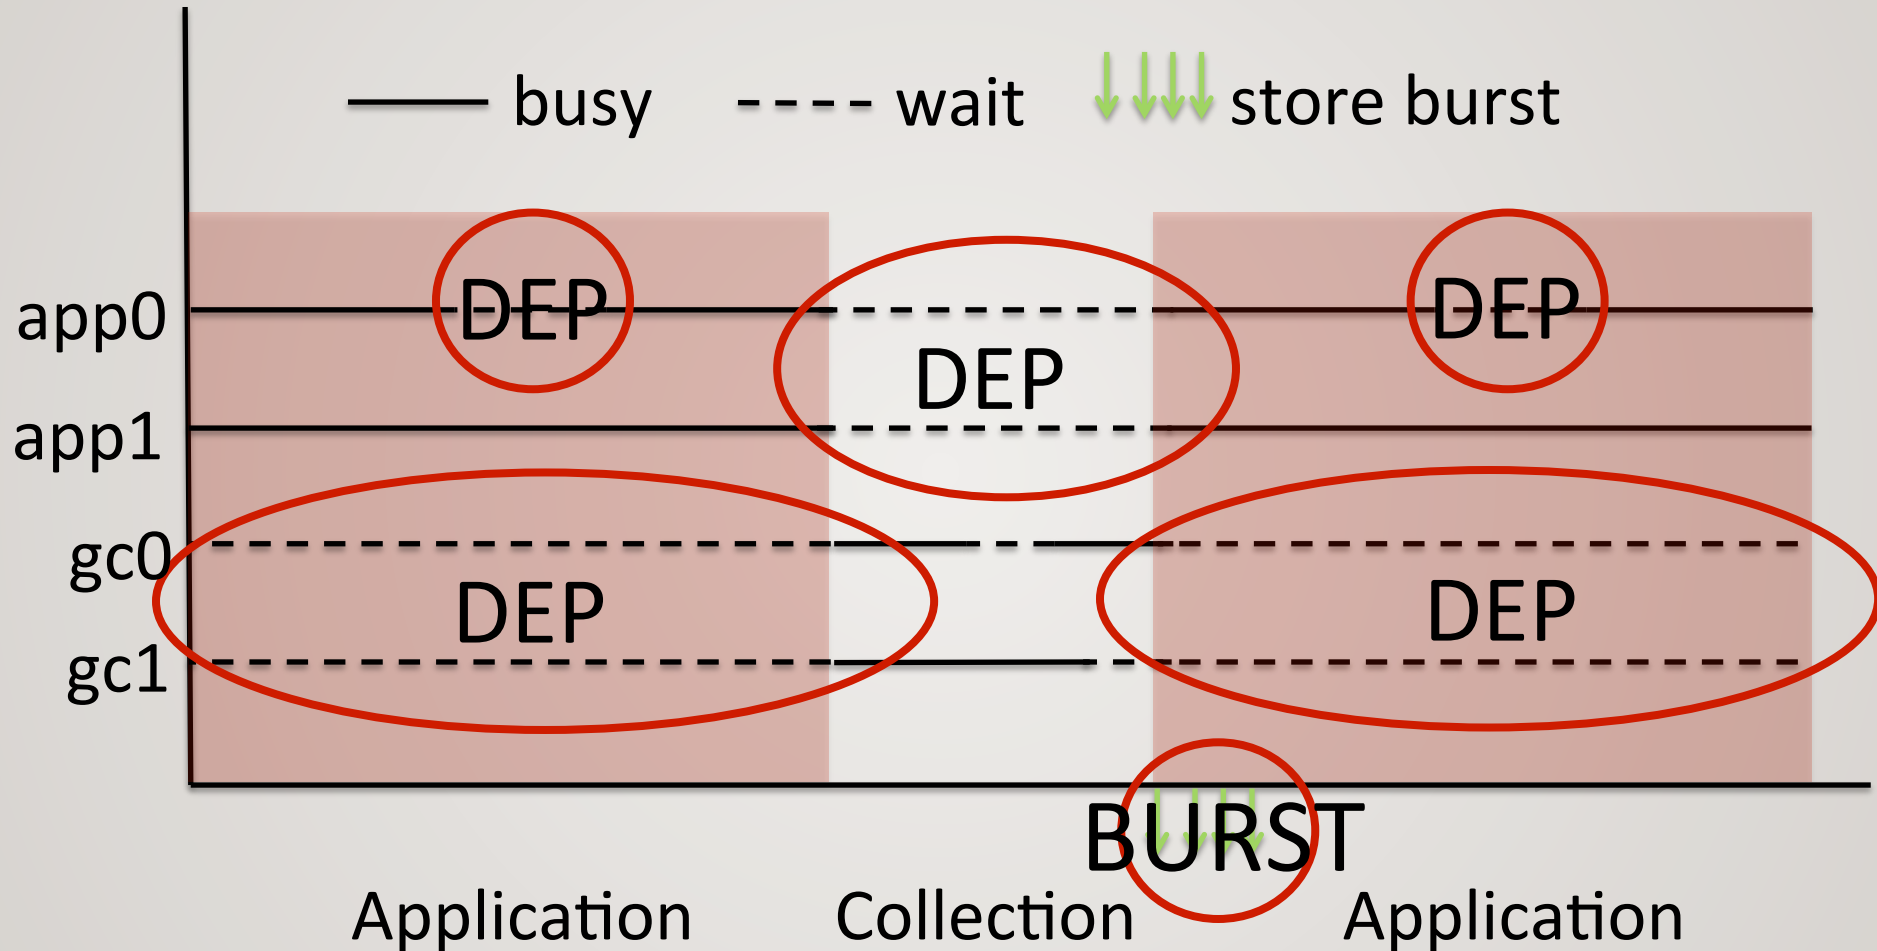 busy wait store burst
DEP DEP
app0
DEP
app1
gc0
DEP DEP
gc1
BURST
Application Collection Application